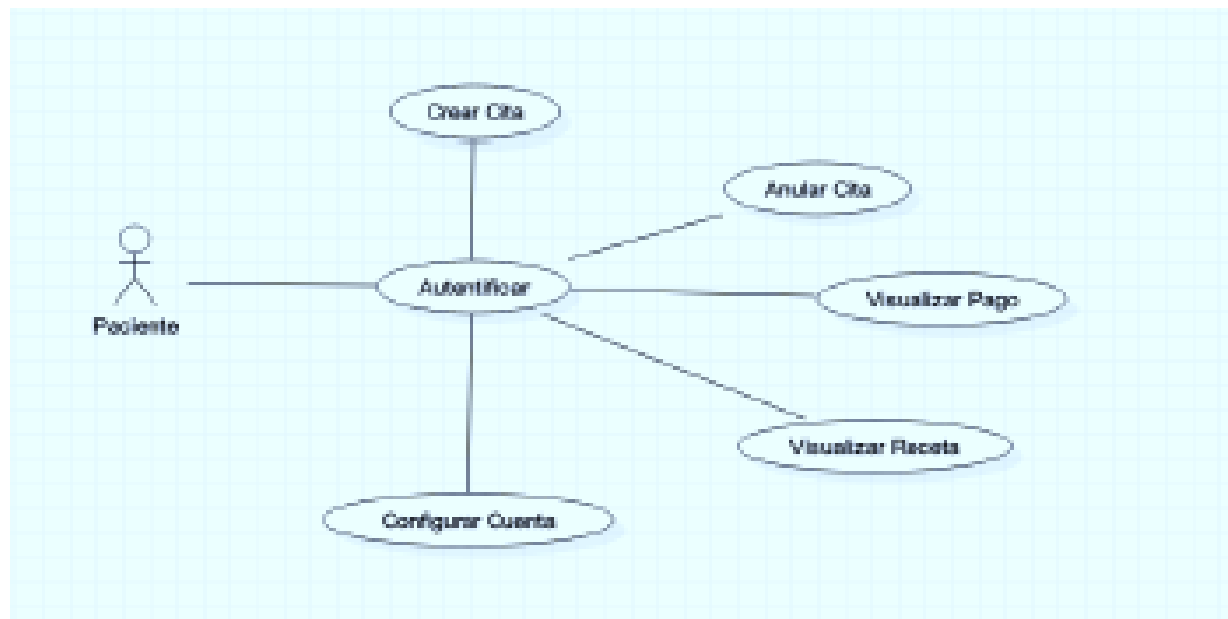 Crear Cita
Anular Cita
Autentificar
Visualizar Pago
Paciente
Visualizar Receta
Configurar Cuenta